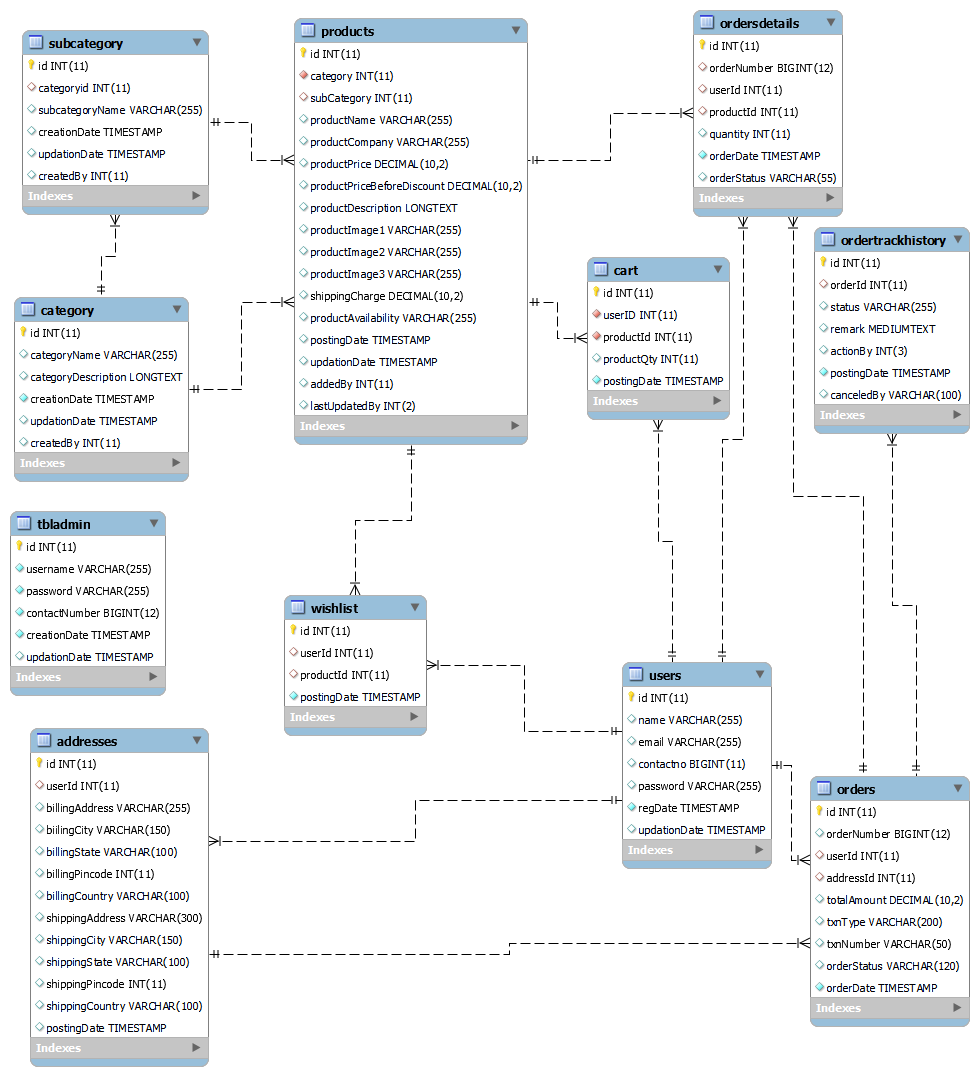 subcategory
id INT(11)
categoryid INT(11)
subcategoryName VARCHAR(255)
creationDate TIMESTAMP
updationDate TIMESTAMP
createdBy INT(11)
Indexes
products
id INT(11)
category INT(11)
subCategory INT(11)
productName VARCHAR(255)
productCompany VARCHAR(255)
productPrice DECIMAL(10,2)
productPriceBeforeDiscount DECIMAL(10,2)
productDescription LONGTEXT
productImage1 VARCHAR(255)
productImage2 VARCHAR(255)
productImage3 VARCHAR(255)
shippingCharge DECIMAL(10,2)
productAvailability VARCHAR(255)
postingDate TIMESTAMP
updationDate TIMESTAMP
addedBy INT(11)
lastUpdatedBy INT(2)
Indexes
ordersdetails
id INT(11)
orderNumber BIGINT(12)
userId INT(11)
productId INT(11)
quantity INT(11)
orderDate TIMESTAMP
orderStatus VARCHAR(55)
Indexes
ordertrackhistory
id INT(11)
orderId INT(11)
status VARCHAR(255)
remark MEDIUMTEXT
actionBy INT(3)
postingDate TIMESTAMP
canceledBy VARCHAR(100)
Indexes
cart
id INT(11)
userID INT(11)
productId INT(11)
productQty INT(11)
postingDate TIMESTAMP
Indexes
category
id INT(11)
categoryName VARCHAR(255)
categoryDescription LONGTEXT
creationDate TIMESTAMP
updationDate TIMESTAMP
createdBy INT(11)
Indexes
tbladmin
id INT(11)
username VARCHAR(255)
password VARCHAR(255)
contactNumber BIGINT(12)
creationDate TIMESTAMP
updationDate TIMESTAMP
Indexes
wishlist
id INT(11)
userId INT(11)
productId INT(11)
postingDate TIMESTAMP
Indexes
users
id INT(11)
name VARCHAR(255)
email VARCHAR(255)
contactno BIGINT(11)
password VARCHAR(255)
regDate TIMESTAMP
updationDate TIMESTAMP
Indexes
addresses
id INT(11)
userId INT(11)
billingAddress VARCHAR(255)
biilingCity VARCHAR(150)
billingState VARCHAR(100)
billingPincode INT(11)
billingCountry VARCHAR(100)
shippingAddress VARCHAR(300)
shippingCity VARCHAR(150)
shippingState VARCHAR(100)
shippingPincode INT(11)
shippingCountry VARCHAR(100)
postingDate TIMESTAMP
Indexes
orders
id INT(11)
orderNumber BIGINT(12)
userId INT(11)
addressId INT(11)
totalAmount DECIMAL(10,2)
txnType VARCHAR(200)
txnNumber VARCHAR(50)
orderStatus VARCHAR(120)
orderDate TIMESTAMP
Indexes